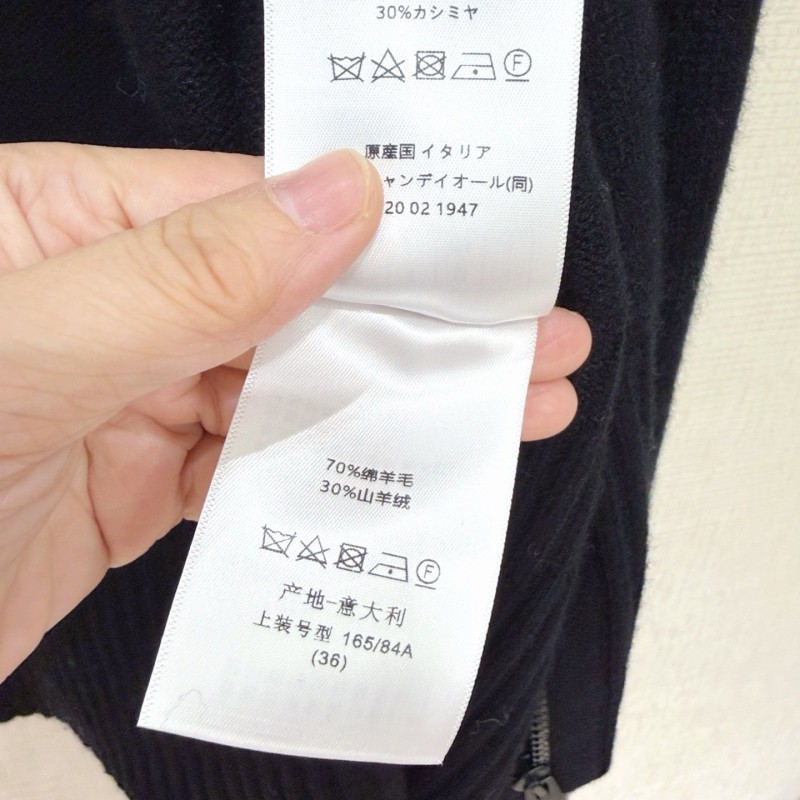 30%カシミヤ
F
原産国イタリア
ャンデイオール(同)
20 02 1947
70%绵羊毛
30%山羊绒
F
产地-意大利
上装号型 165/84A
(36)